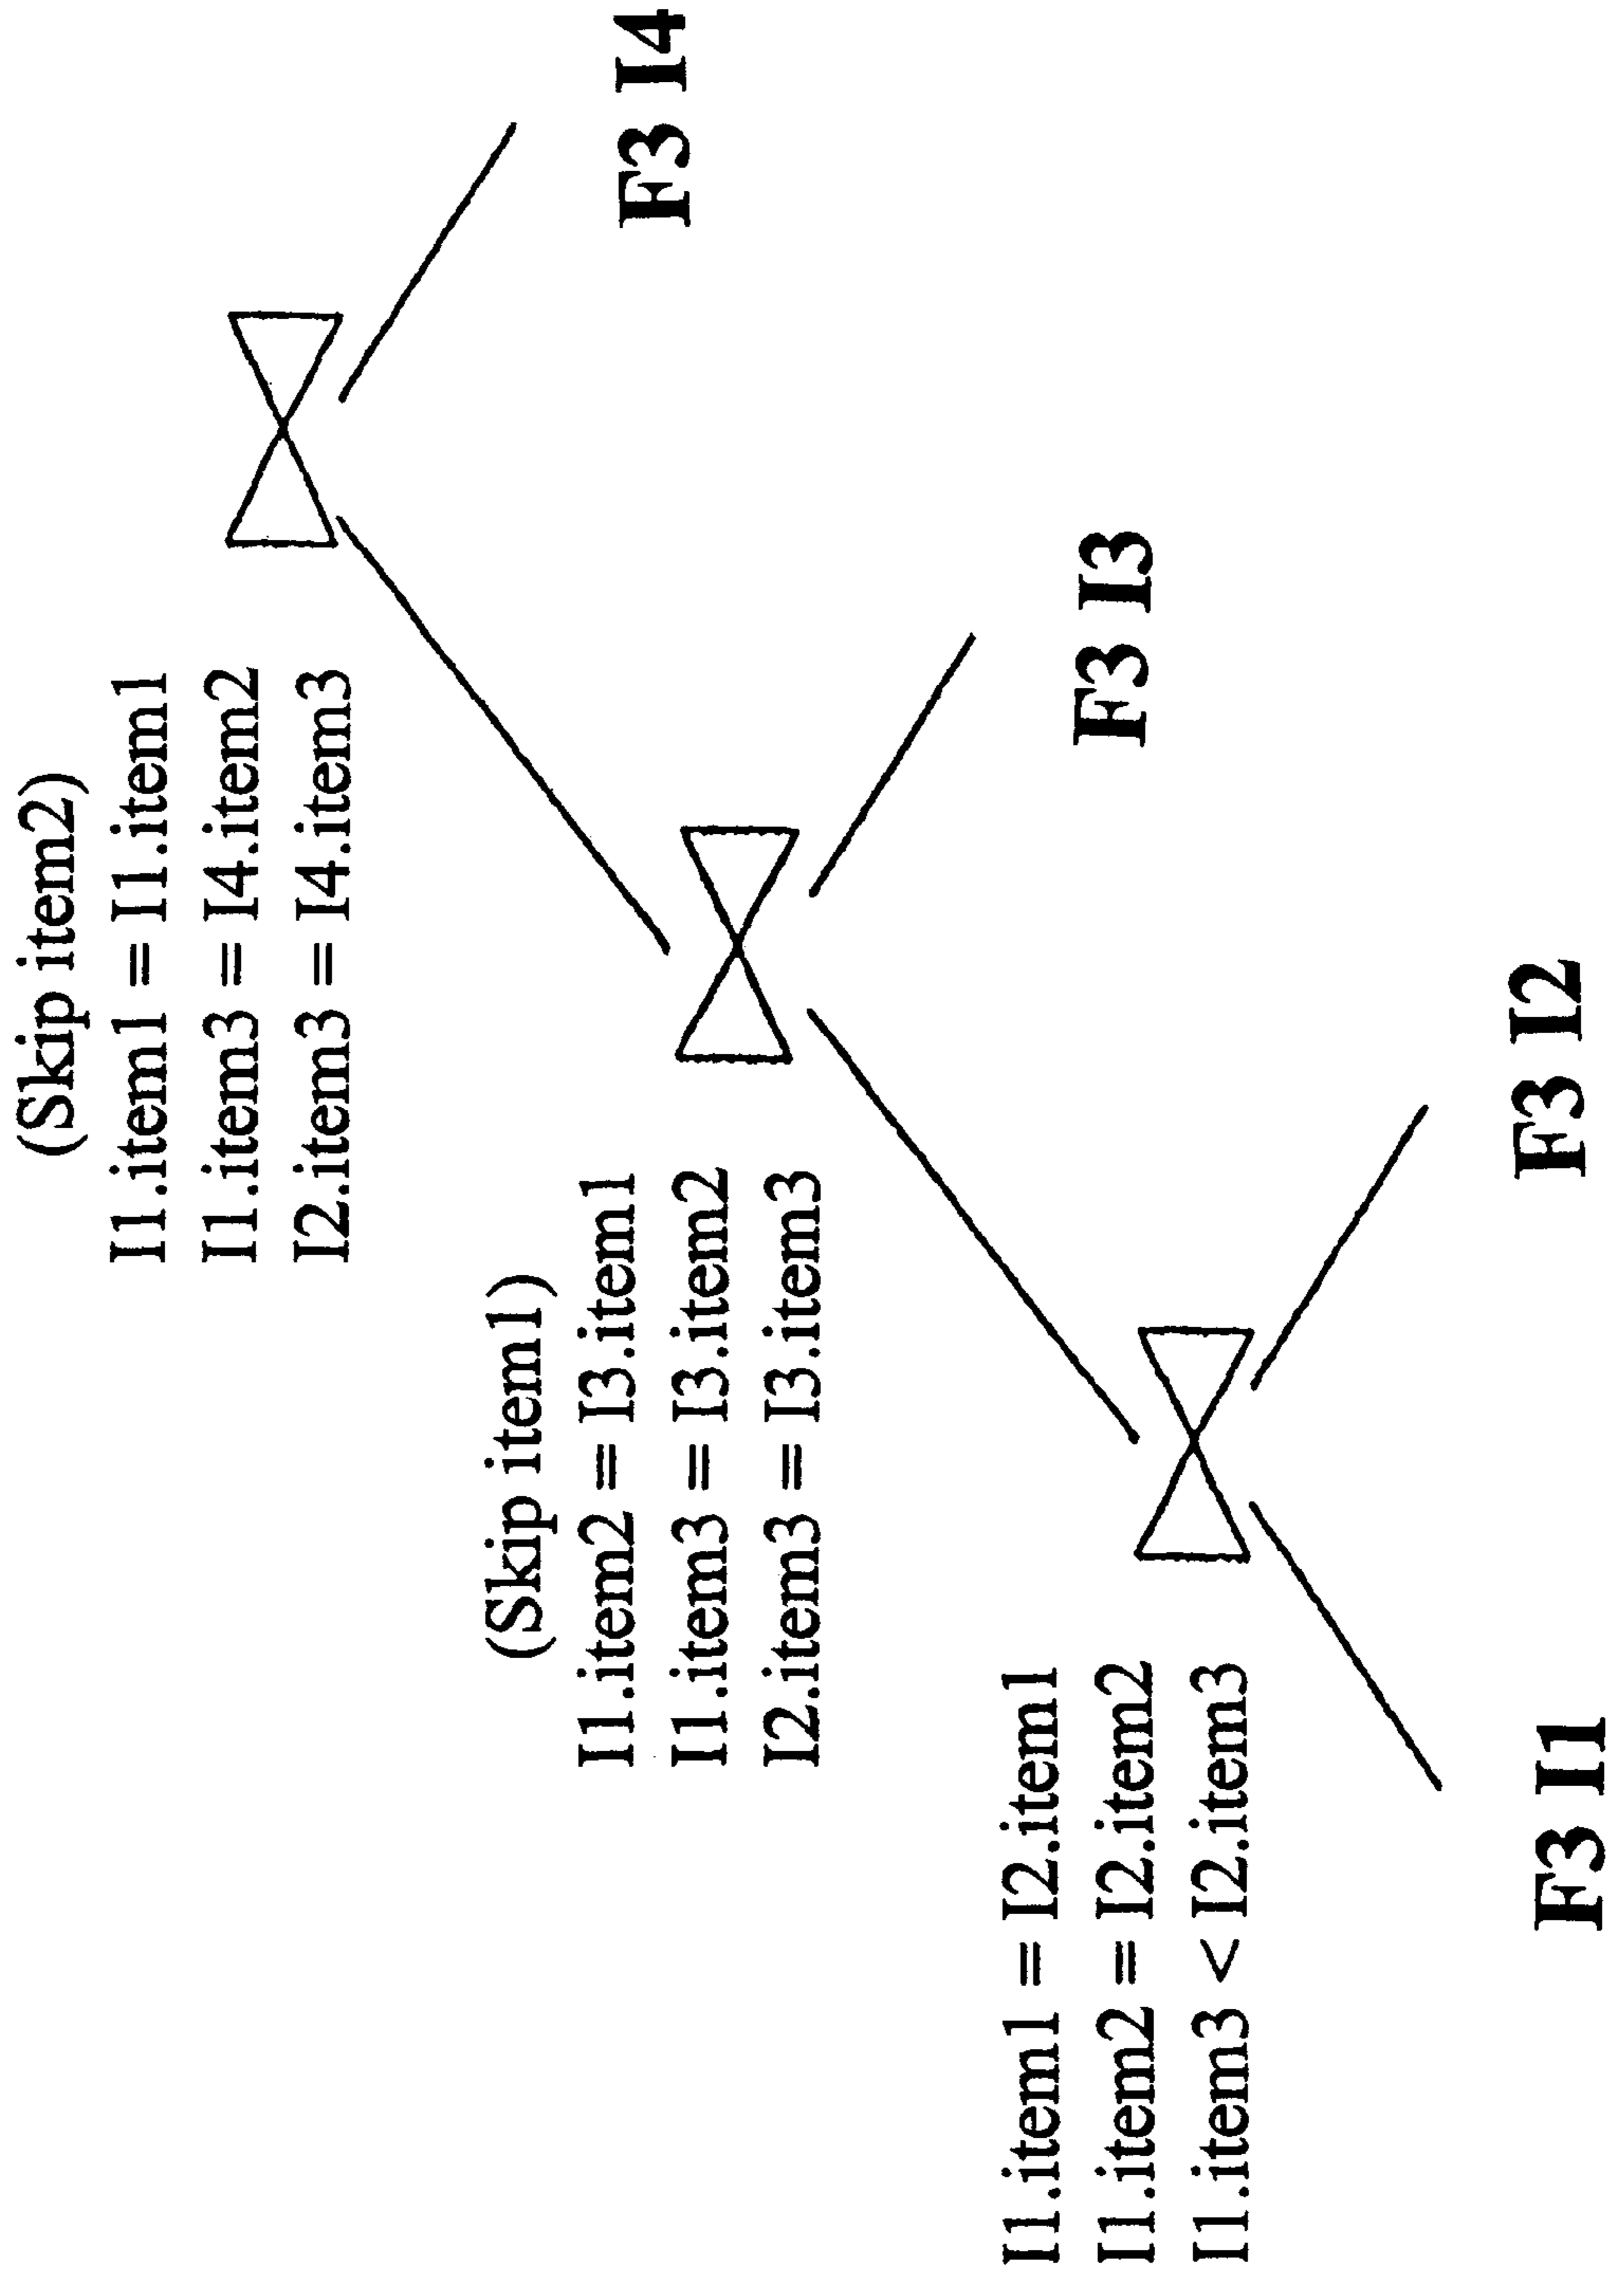 (Skip item2)
I1.item1 = I1.item1
I1.item3 = I4.item2
I2.item3 = I4.item3
(Skip item1)
I1.item2 = I3.item1
I1.item3 = I3.item2
I2.item3 = I3.item3
I1.item1 = I2.item1
I1.item2 = I2.item2
I1.item3 < I2.item3
F3 I1
F3 I2
F3 I3
F3 I4